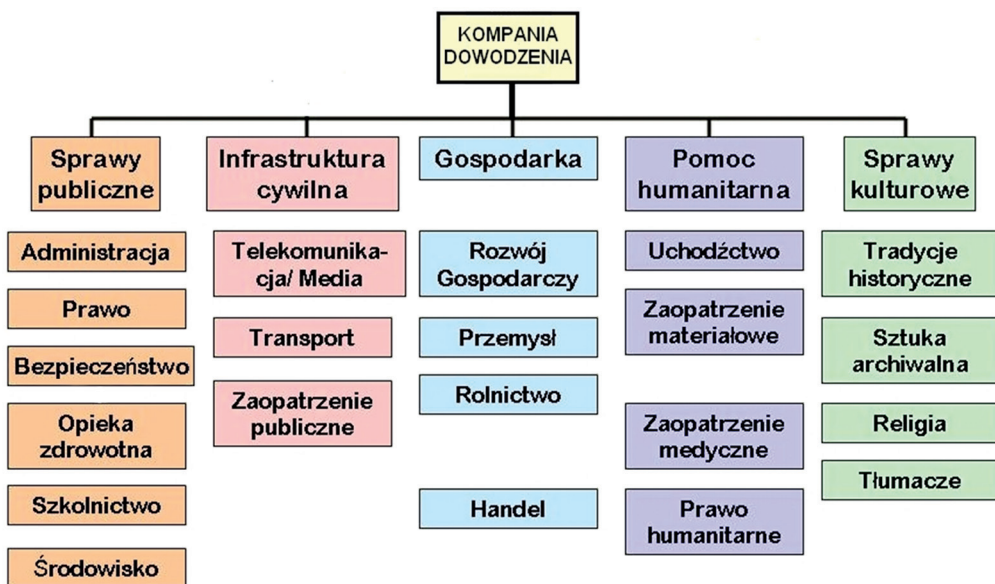 KOMPANIA
DOWODZENIA
Sprawy
publiczne
Administracja
Prawo
Bezpieczeństwo
Opieka
zdrowotna
Szkolnictwo
Środowisko
Infrastruktura
cywilna
Telekomunika-
cja/ Media
Transport
Zaopatrzenie
publiczne
Gospodarka
Rozwój
Gospodarczy
Przemysł
Rolnictwo
Handel
Pomoc
humanitarna
Uchodźctwo
Zaopatrzenie
materiałowe
Zaopatrzenie
medyczne
Prawo
humanitarne
Sprawy
kulturowe
Tradycje
historyczne
Sztuka
archiwalna
Religia
Tłumacze